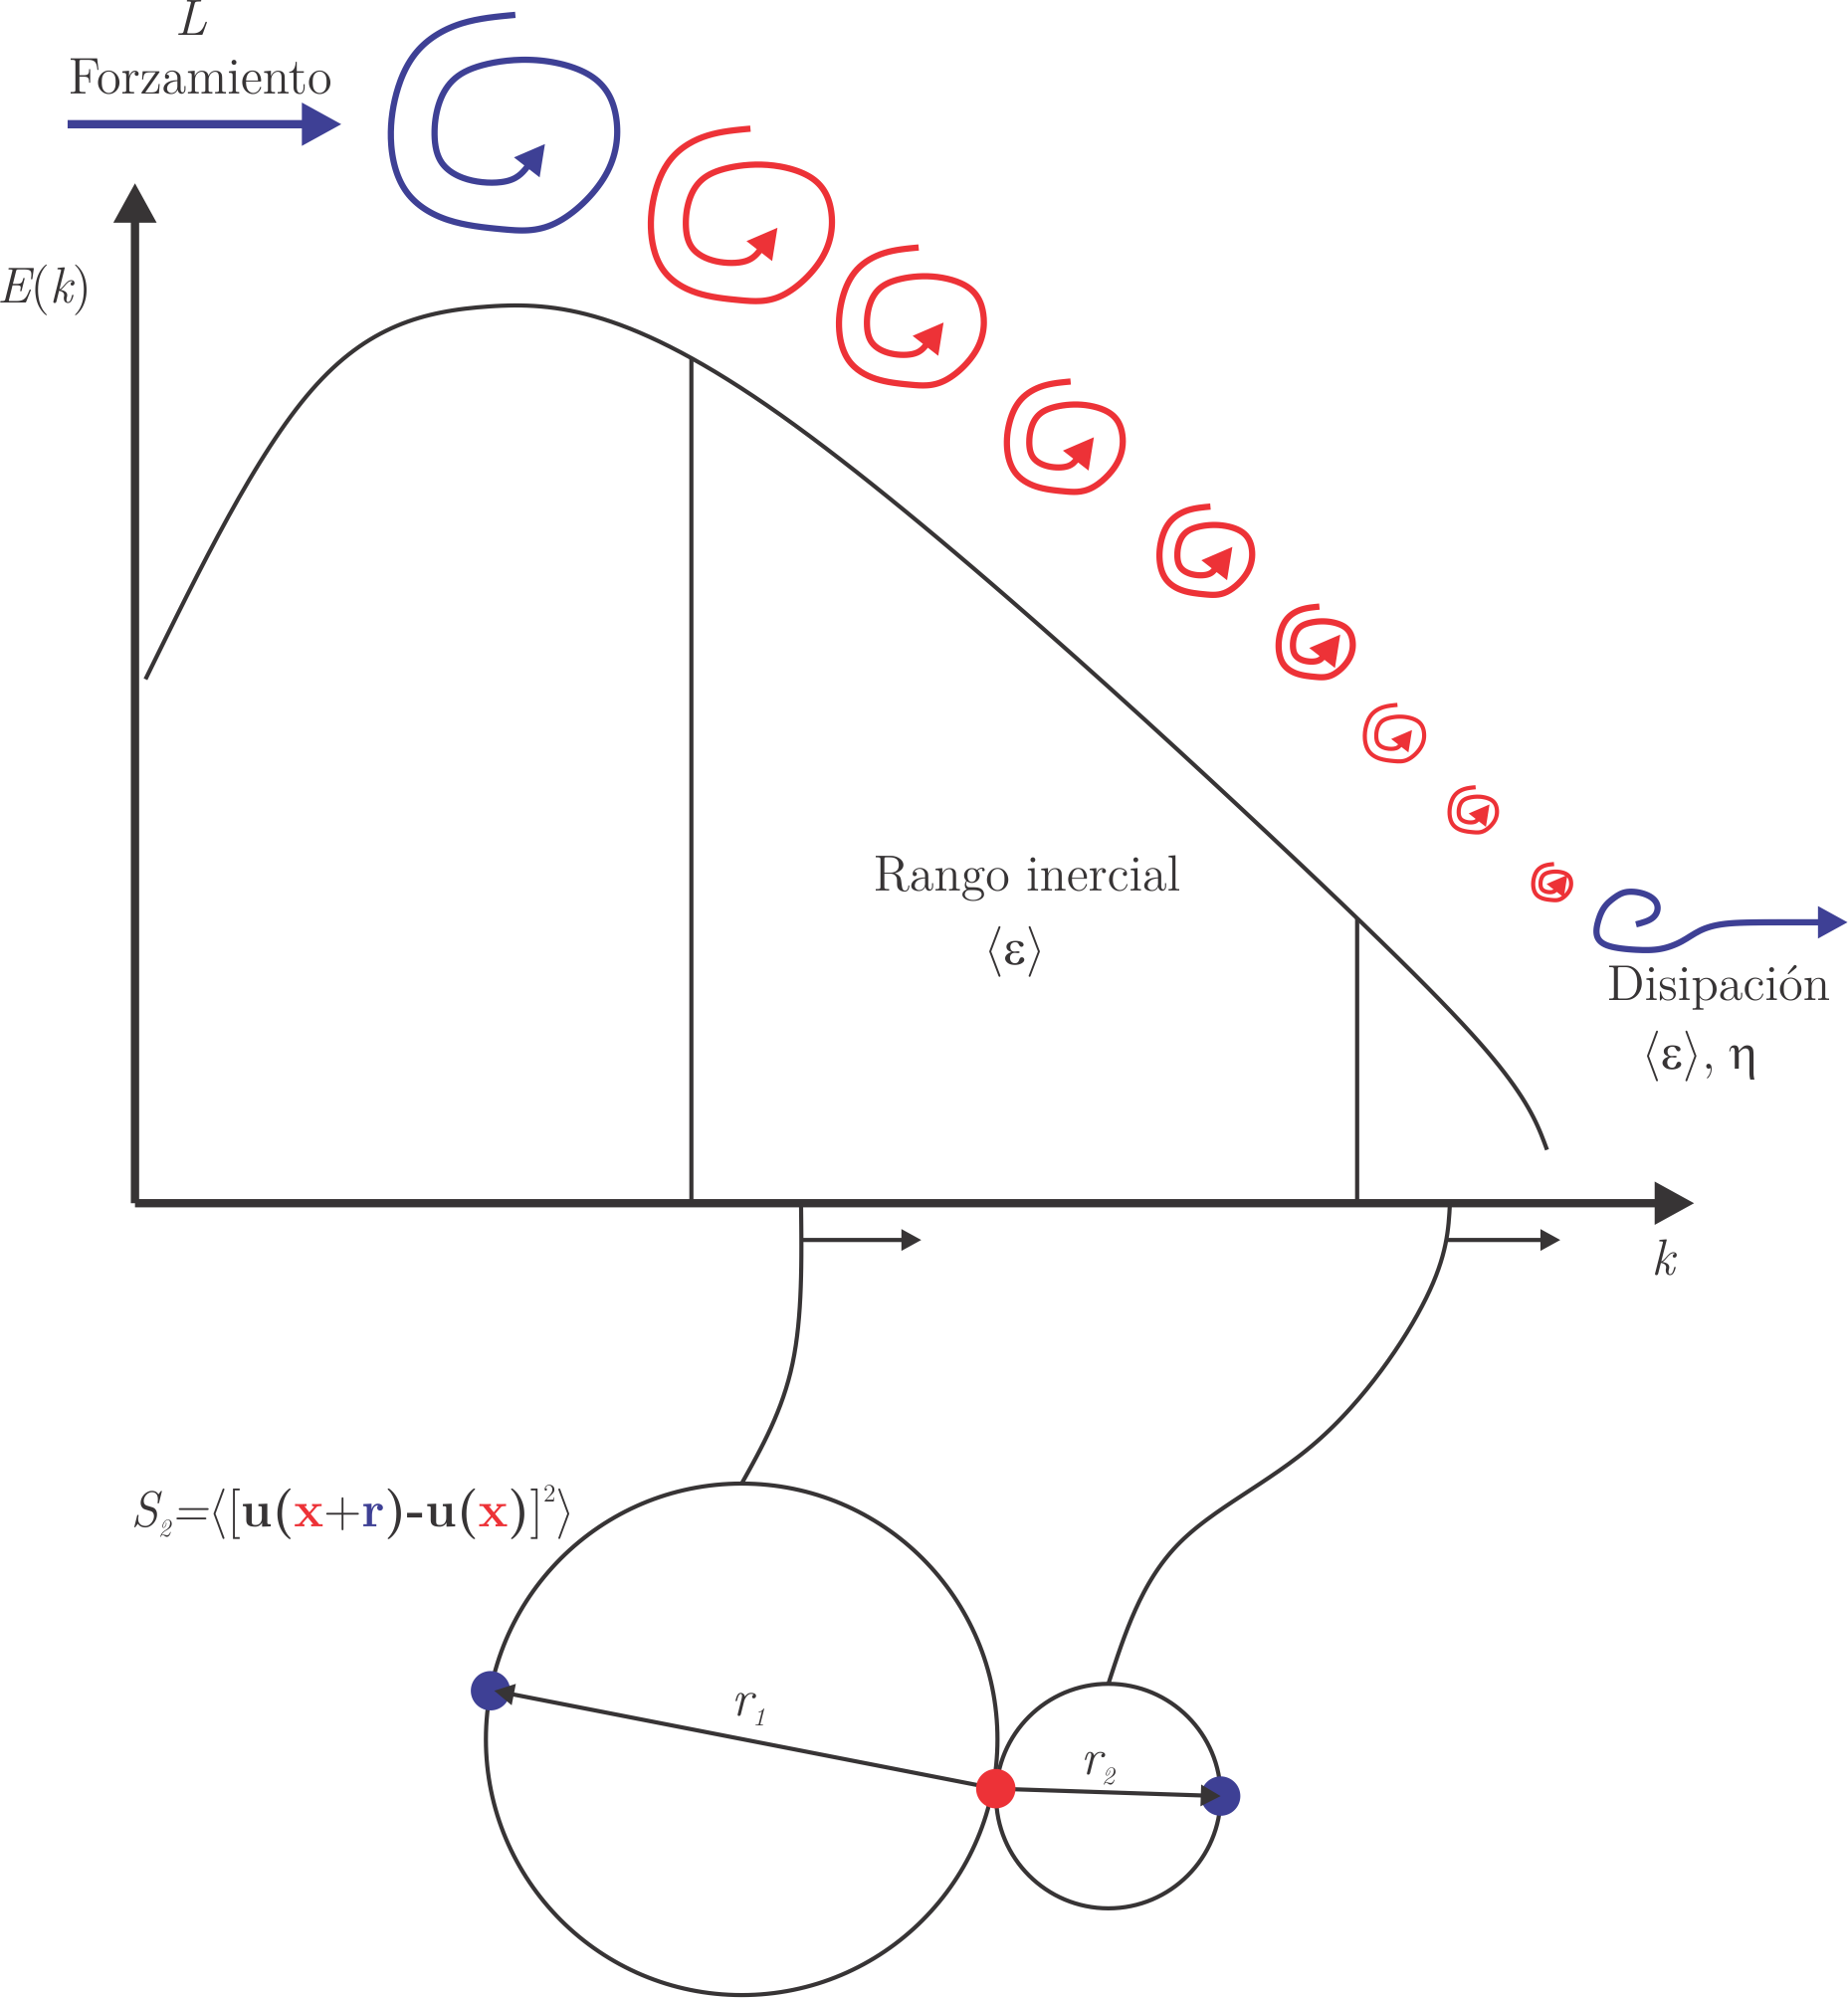 L
Forzamiento
E(k)
Rango inercial
⟨ε⟩
Disipación
⟨ε⟩, η
k
S₂=⟨[u(x+r)-u(x)]²⟩
r₁
r₂